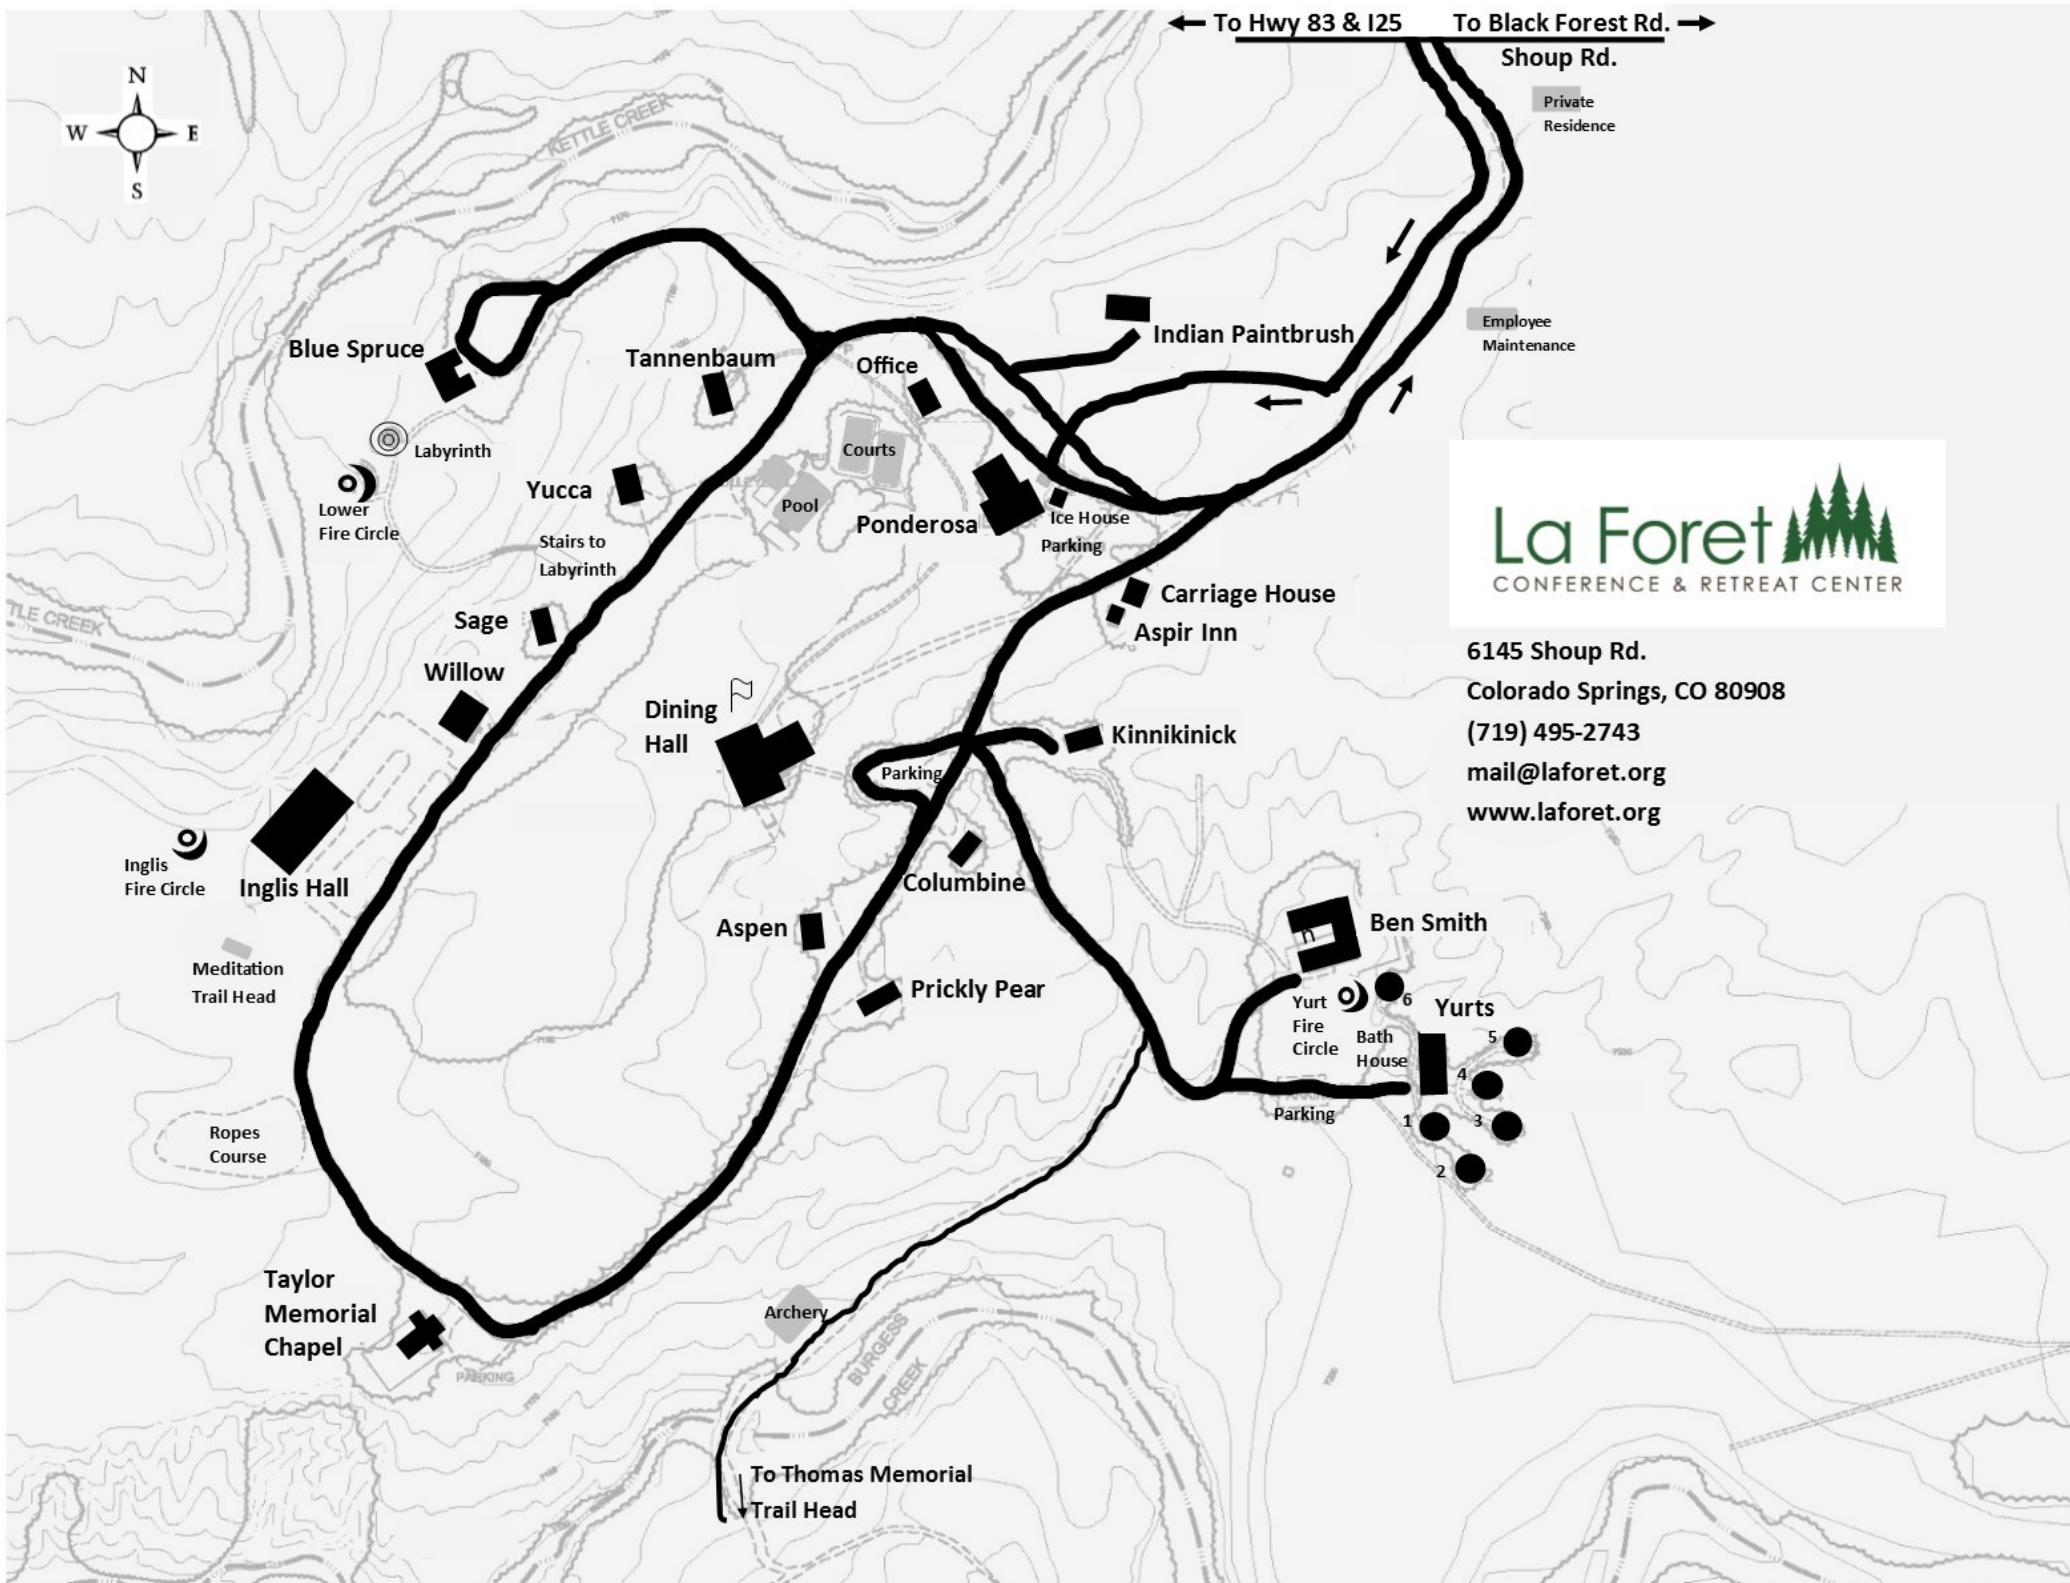 To Hwy 83 & I25
To Black Forest Rd.
Shoup Rd.
N
W
E
S
Private
Residence
KETTLE CREEK
Employee
Maintenance
Indian Paintbrush
Blue Spruce
Tannenbaum
Office
Courts
Labyrinth
Yucca
Pool
Ponderosa
Ice House
Parking
Lower
Fire Circle
Stairs to
Labyrinth
La Foret
CONFERENCE & RETREAT CENTER
6145 Shoup Rd.
Colorado Springs, CO 80908
(719) 495-2743
mail@laforet.org
www.laforet.org
Carriage House
Aspir Inn
TLE CREEK
Sage
Willow
Dining
Hall
Kinnikinick
Parking
Inglis
Fire Circle
Inglis Hall
Columbine
Aspen
Prickly Pear
Meditation
Trail Head
Ben Smith
n
Yurt
Fire
Circle
6
Yurts
Bath
House
5
4
3
1
2
2
Parking
Ropes
Course
Taylor
Memorial
Chapel
PARKING
Archery
BURGESS
CREEK
To Thomas Memorial
Trail Head